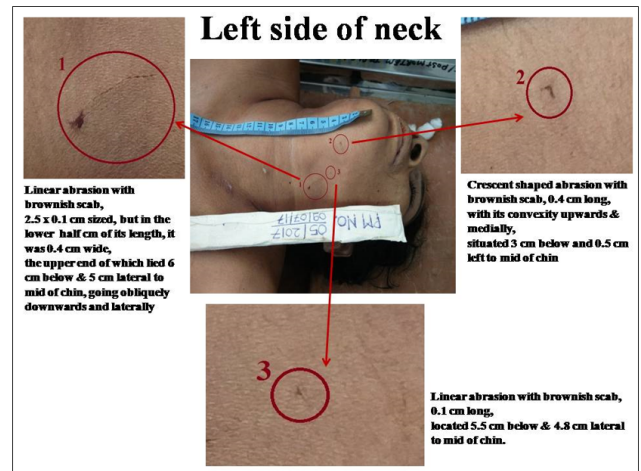 Left side of neck
1
2
3
Linear abrasion with
brownish scab,
2.5 x 0.1 cm sized, but in the
lower half cm of its length, it
was 0.4 cm wide,
the upper end of which lied 6
cm below & 5 cm lateral to
mid of chin, going obliquely
downwards and laterally
Crescent shaped abrasion with
brownish scab, 0.4 cm long,
with its convexity upwards &
medially,
situated 3 cm below and 0.5 cm
left to mid of chin
PM NO.
05/2017
09/07/17
3
Linear abrasion with brownish scab,
0.1 cm long,
located 5.5 cm below & 4.8 cm lateral
to mid of chin.